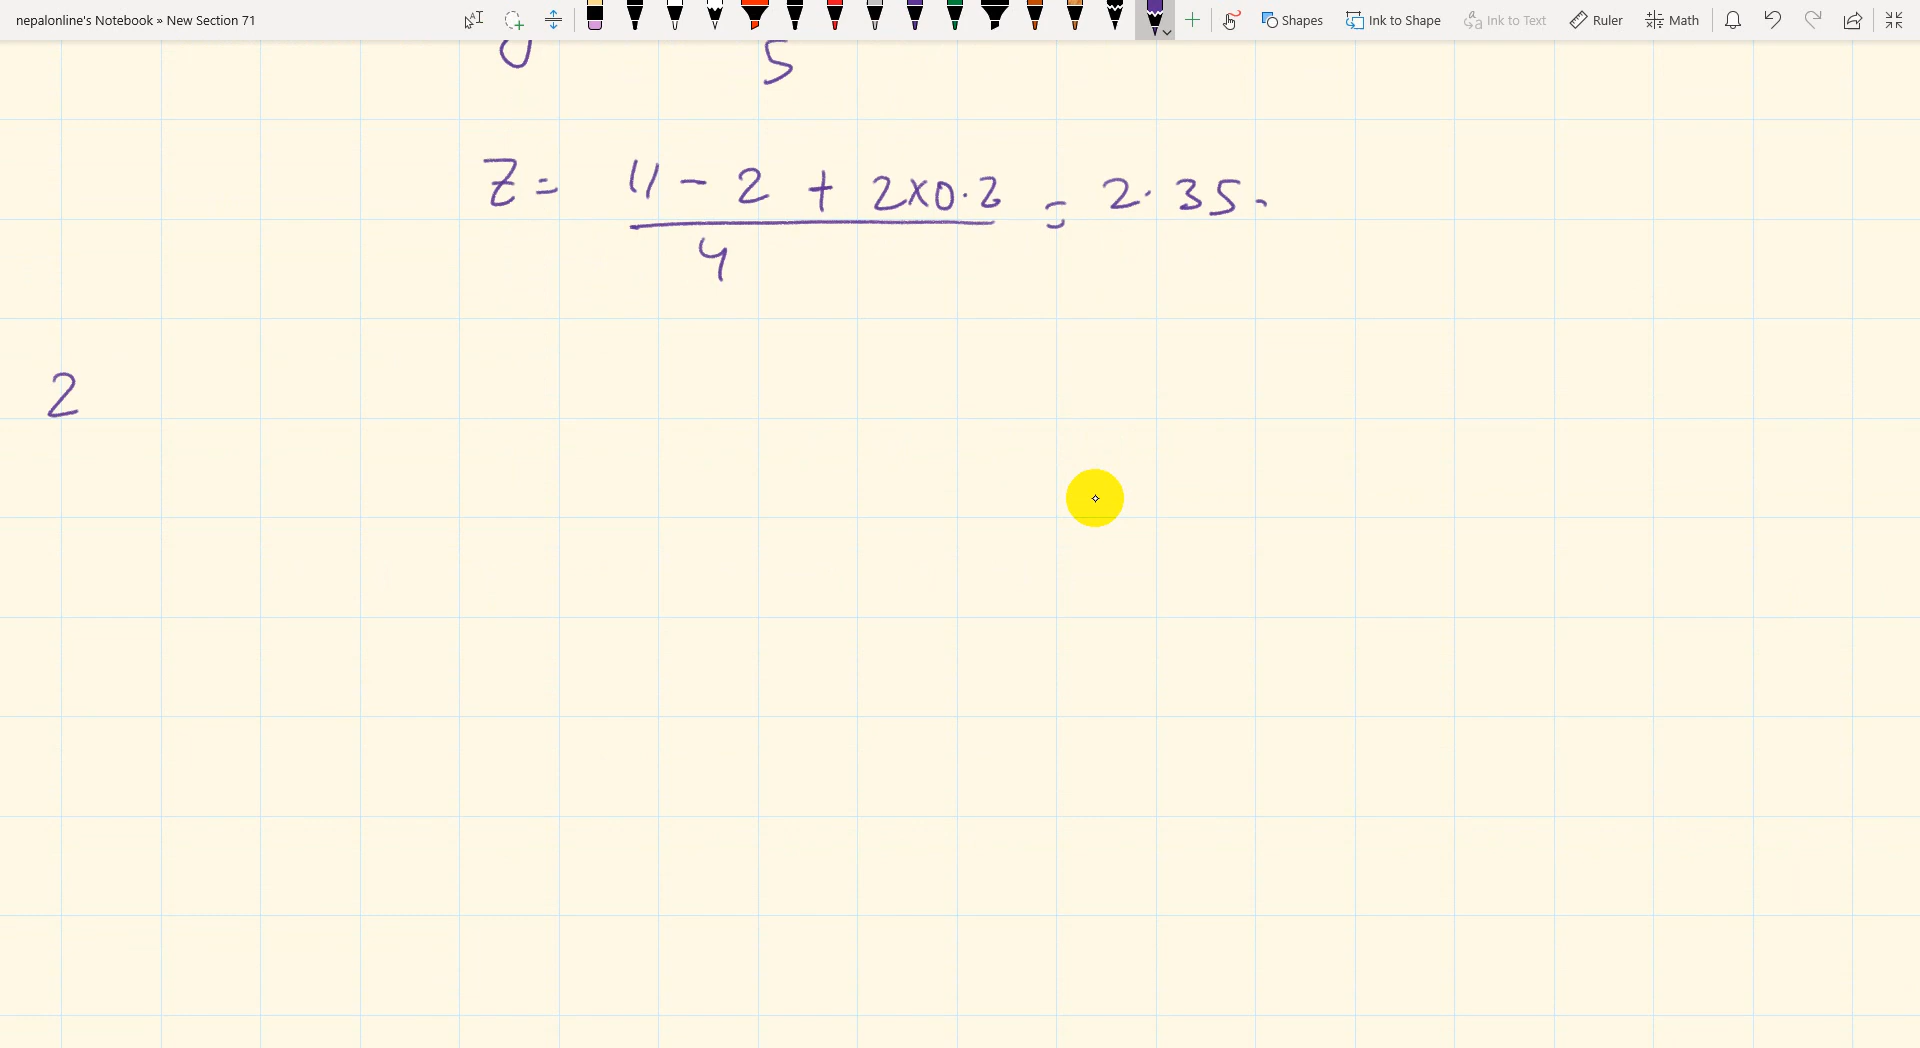 nepalonline's Notebook » New Section 71
Shapes
Ink to Shape
Ink to Text
Ruler
Math
0 5
Z = 11 - 2 + 2x0.2 = 2.35.
4
2